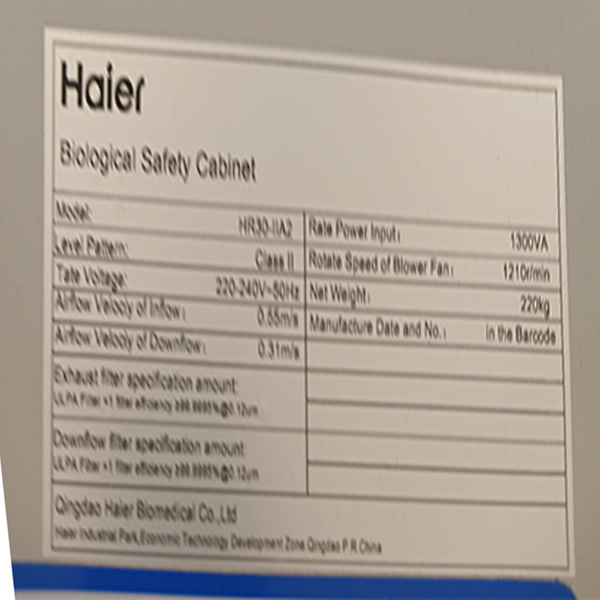 Haier
Biological Safety Cabinet
Model: HR30-IIA2
Level Pattern: Class II
Tate Voltage: 220-240V~50Hz
Airflow Velociy of Inflow: 0.55m/s
Airflow Velociy of Downflow: 0.31m/s
Exhaust filter specification amount:
ULPA Filter ×1 filter efficiency ≥99.9995%@0.12um
Downflow filter specification amount:
ULPA Filter ×1 filter efficiency ≥99.9995%@0.12um
Rate Power Input: 1300VA
Rotate Speed of Blower Fan: 1210r/min
Net Weight: 220kg
Manufacture Date and No.: in the Barcode
Qingdao Haier Biomedical Co.,Ltd
Haier Industrial Park,Economic Technology Development Zone Qingdao P.R.China